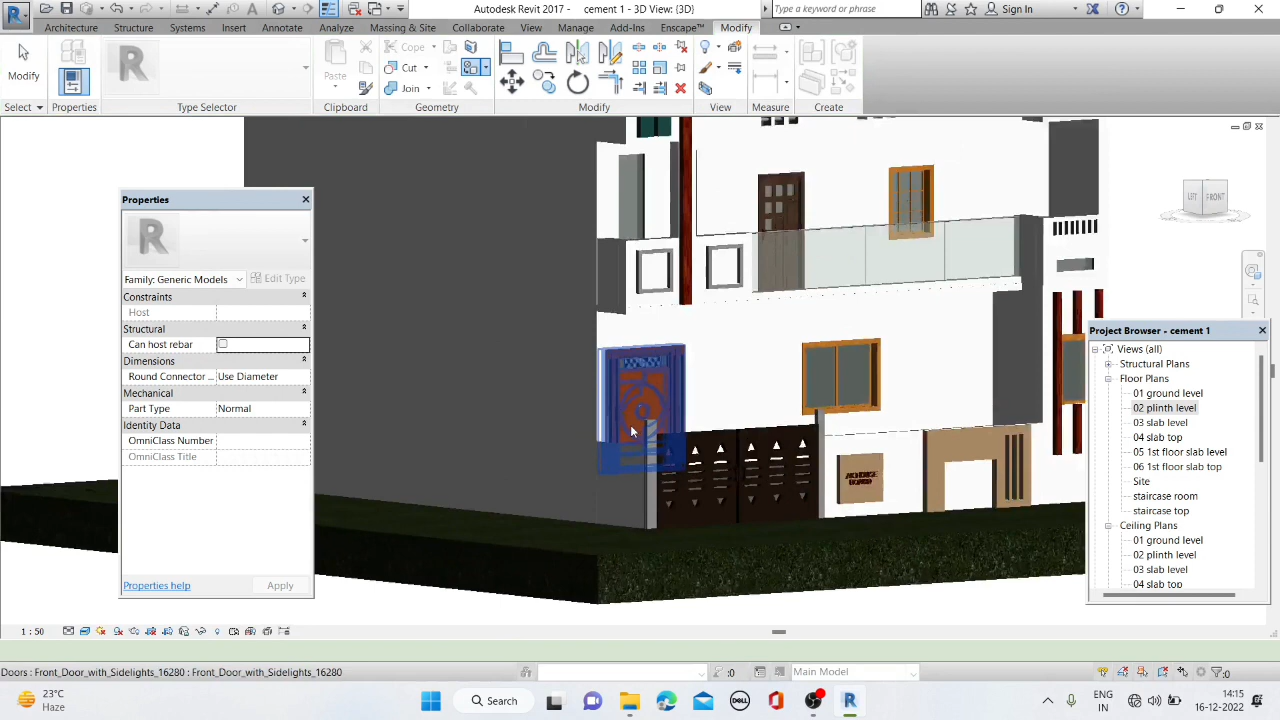 R
Autodesk Revit 2017 - cement 1 - 3D View: {3D}
Type a keyword or phrase
Sign In
Architecture Structure Systems Insert Annotate Analyze Massing & Site Collaborate View Manage Add-Ins Enscape™ Modify
Modify
Paste
Cope
Cut
Join
Select Properties Type Selector Clipboard Geometry Modify View Measure Create
LEFT FRONT
Properties
R
Family: Generic Models
Edit Type
Constraints
Host
Structural
Can host rebar
Dimensions
Round Connector ... Use Diameter
Mechanical
Part Type Normal
Identity Data
OmniClass Number
OmniClass Title
Properties help
Apply
Project Browser - cement 1
Views (all)
Structural Plans
Floor Plans
01 ground level
02 plinth level
03 slab level
04 slab top
05 1st floor slab level
06 1st floor slab top
Site
staircase room
staircase top
Ceiling Plans
01 ground level
02 plinth level
03 slab level
04 slab top
1 : 50
Doors : Front_Door_with_Sidelights_16280 : Front_Door_with_Sidelights_16280
:0
Main Model
:0
23°C
Haze
Search
DELL
R
ENG
IN
14:15
16-12-2022